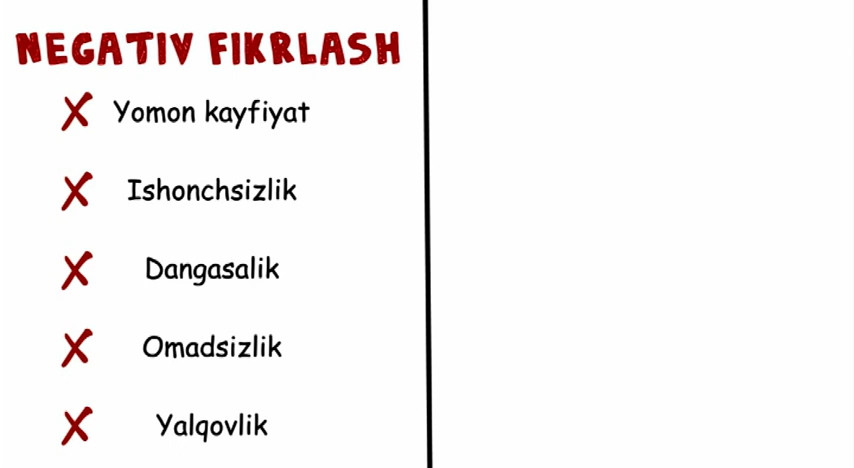 NEGATIV FIKRLASH
Yomon kayfiyat
Ishonchsizlik
Dangasalik
Omadsizlik
Yalqovlik